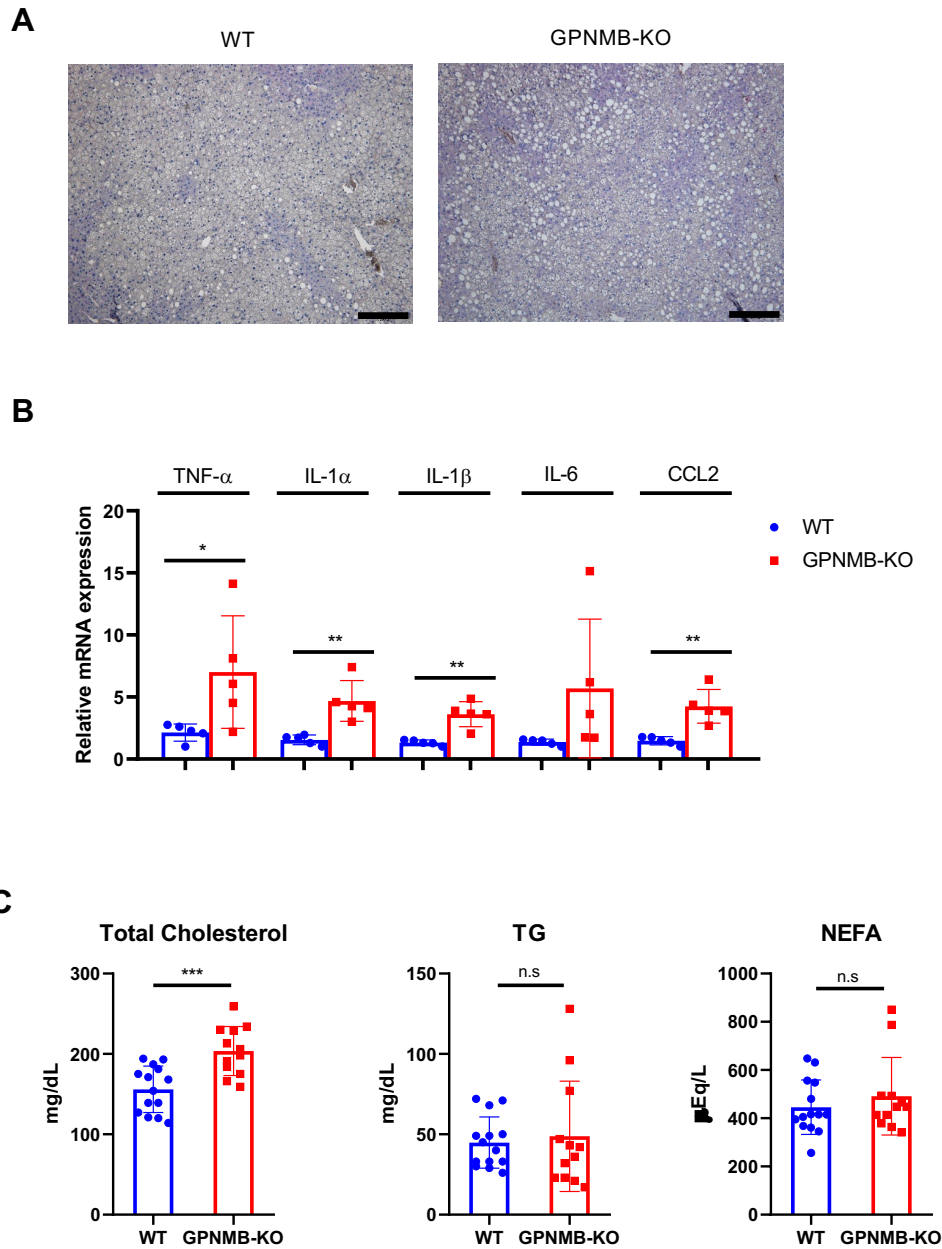 A
WT
GPNMB-KO
B
TNF-α
IL-1α
IL-1β
IL-6
CCL2
Relative mRNA expression
20
15
10
5
0
*
**
**
**
WT
GPNMB-KO
C
Total Cholesterol
mg/dL
300
200
100
0
***
WT
GPNMB-KO
TG
mg/dL
150
100
50
0
n.s
WT
GPNMB-KO
NEFA
Eq/L
1000
800
600
400
200
0
n.s
WT
GPNMB-KO